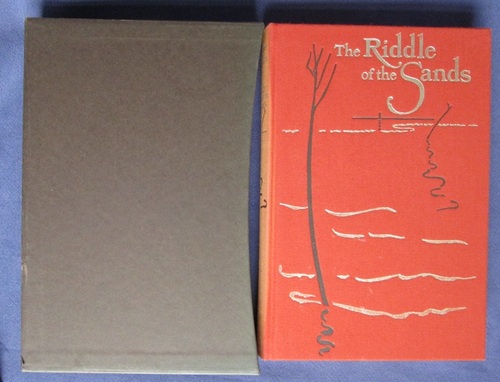 The Riddle
of the Sands